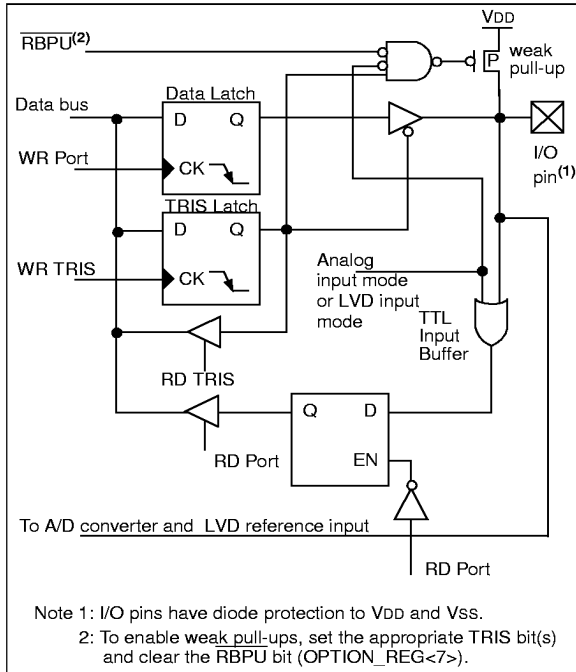 VDD
RBPU(2)
P
weak
pull-up
Data Latch
Data bus
D Q
WR Port
CK
I/O
pin(1)
TRIS Latch
D Q
WR TRIS
CK
Analog
input mode
or LVD input
mode
TTL
Input
Buffer
RD TRIS
Q D
RD Port
EN
To A/D converter and LVD reference input
RD Port
Note 1: I/O pins have diode protection to VDD and VSS.
2: To enable weak pull-ups, set the appropriate TRIS bit(s)
and clear the RBPU bit (OPTION_REG<7>).